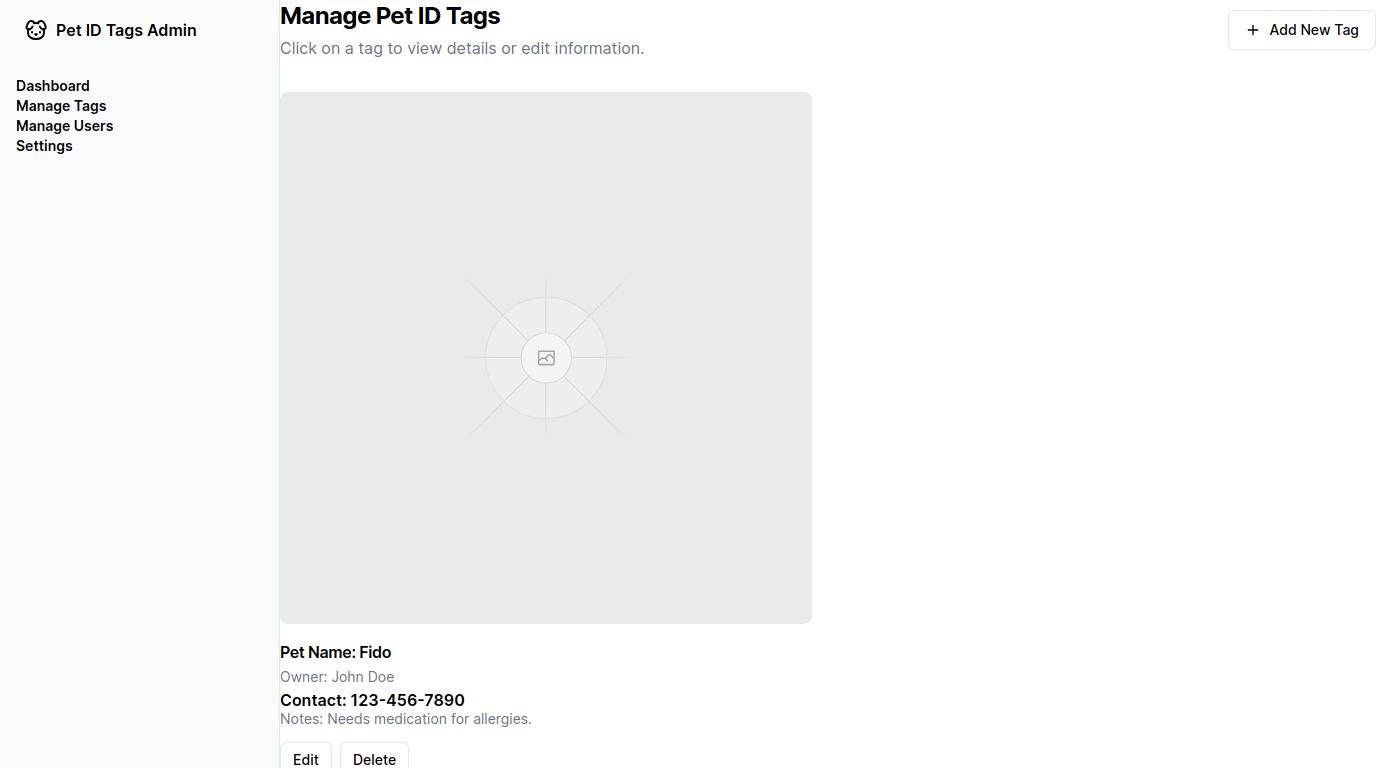 Pet ID Tags Admin
Dashboard
Manage Tags
Manage Users
Settings
Manage Pet ID Tags
Click on a tag to view details or edit information.
Add New Tag
Pet Name: Fido
Owner: John Doe
Contact: 123-456-7890
Notes: Needs medication for allergies.
Edit
Delete